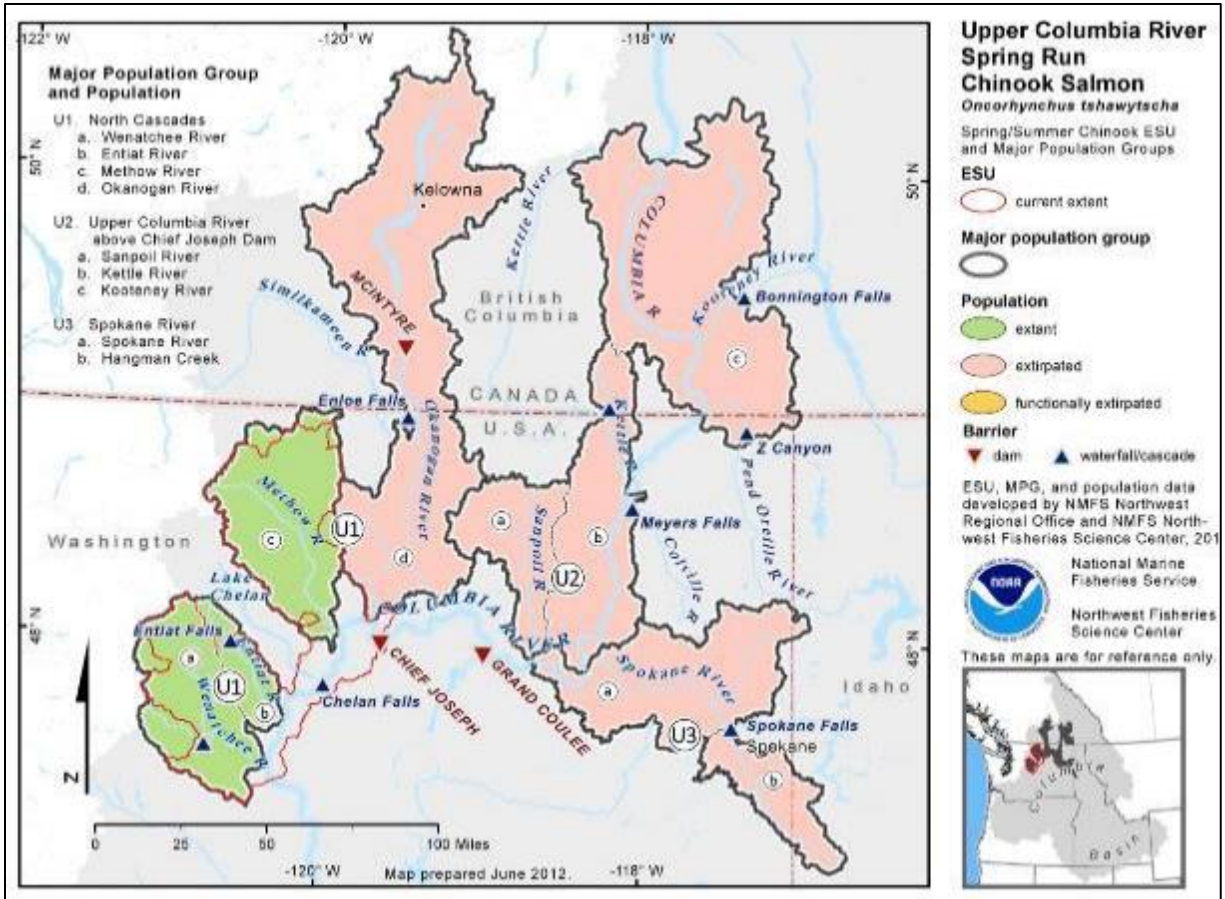 -122° W
-120° W
-118° W
Major Population Group
and Population
U1. North Cascades
a. Wenatchee River
b. Entiat River
c. Methow River
d. Okanogan River
U2. Upper Columbia River
above Chief Joseph Dam
a. Sanpoil River
b. Kettle River
c. Kooteney River
U3 Spokane River
a. Spokane River
b. Hangman Creek
50° N
50° N
48° N
48° N
Kelowna
Kettle River
COLUMBIA R
Kooteney River
Bonnington Falls
British
Columbia
MCINTYRE
Similkameen R
c
Enloe Falls
CANADA
U.S.A.
Okanogan River
Kettle R
Z Canyon
Methow R
Pend Oreille River
Meyers Falls
Colville R
Washington
c
U1
d
a
Sanpoil R
b
U2
Lake
Chelan
COLUMBIA RIVER
Entiat Falls
a
U1
Entiat R
b
Wenatchee R
Chelan Falls
CHIEF JOSEPH
GRAND COULEE
Spokane River
a
Idaho
U3
Spokane Falls
Spokane
b
N
0 25 50 100 Miles
-120° W
-118° W
Map prepared June 2012.
Upper Columbia River
Spring Run
Chinook Salmon
Oncorhynchus tshawytscha
Spring/Summer Chinook ESU
and Major Population Groups
ESU
current extent
Major population group
Population
extant
extirpated
functionally extirpated
Barrier
dam waterfall/cascade
ESU, MPG, and population data
developed by NMFS Northwest
Regional Office and NMFS North-
west Fisheries Science Center, 201
NOAA
National Marine
Fisheries Service.
Northwest Fisheries
Science Center
These maps are for reference only.
Columbia
Basin